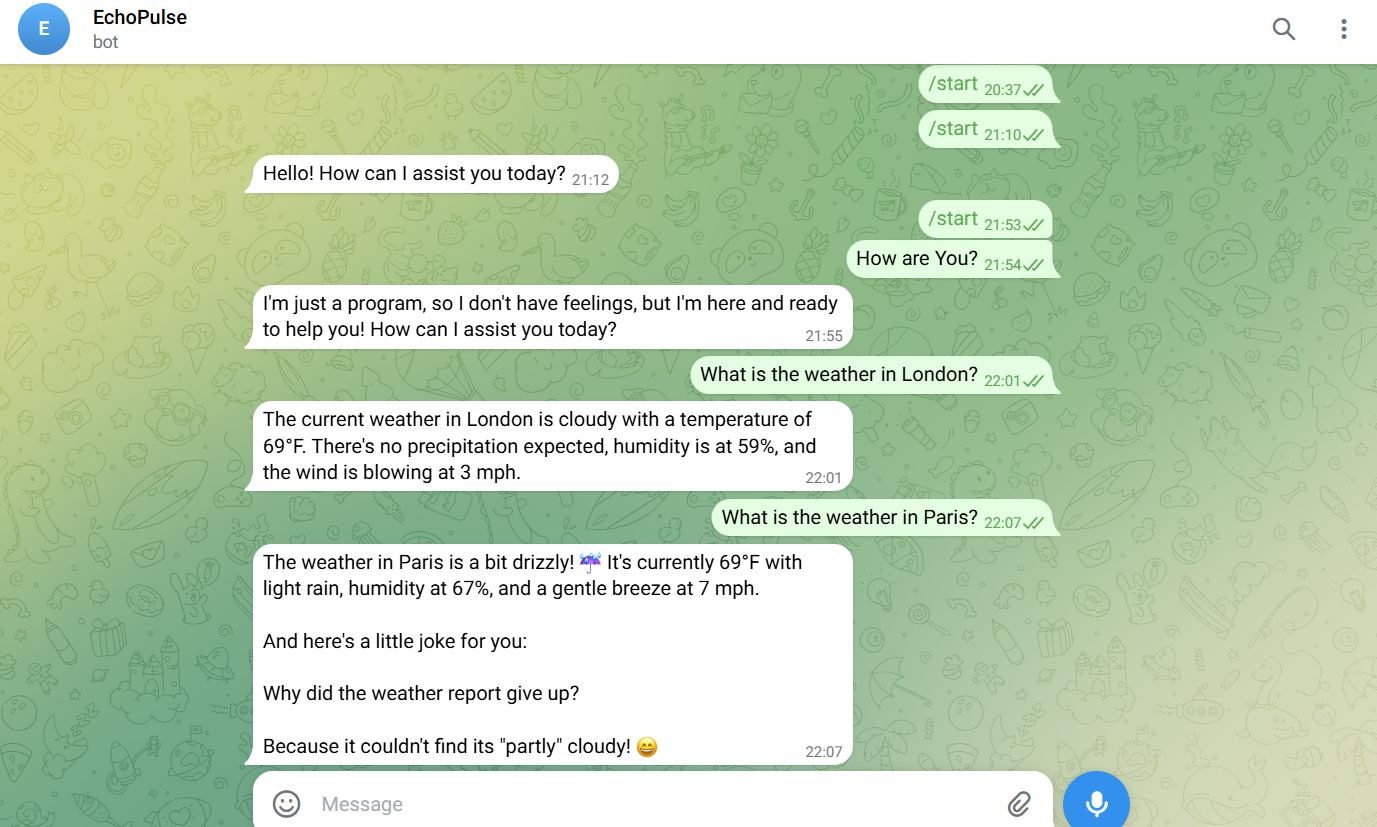 E
EchoPulse
bot
/start 20:37
/start 21:10
Hello! How can I assist you today? 21:12
/start 21:53
How are You? 21:54
I'm just a program, so I don't have feelings, but I'm here and ready
to help you! How can I assist you today?
21:55
What is the weather in London? 22:01
The current weather in London is cloudy with a temperature of
69°F. There's no precipitation expected, humidity is at 59%, and
the wind is blowing at 3 mph.
22:01
What is the weather in Paris? 22:07
The weather in Paris is a bit drizzly! ☔ It's currently 69°F with
light rain, humidity at 67%, and a gentle breeze at 7 mph.
And here's a little joke for you:
Why did the weather report give up?
Because it couldn't find its "partly" cloudy! 😄
22:07
Message